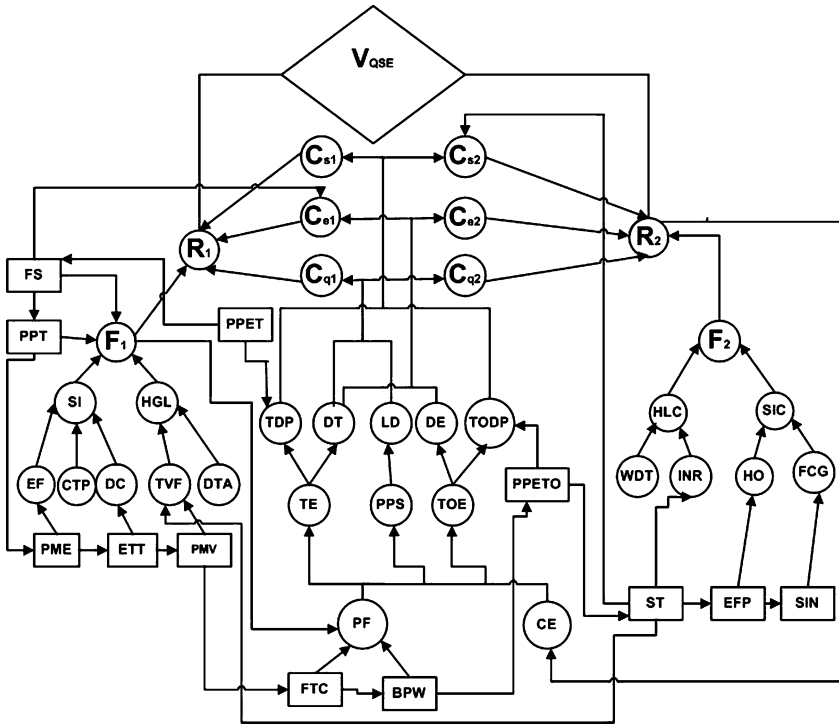 V QSE
Cs1 Cs2
Ce1 Ce2
R1 R2
Cq1 Cq2
FS
PPT F1 PPET F2
SI HGL
TDP DT LD DE TODP
HLC SIC
EF CTP DC TVF DTA
WDT INR HO FCG
TE PPS TOE PPETO
PME ETT PMV
ST EFP SIN
PF CE
FTC BPW